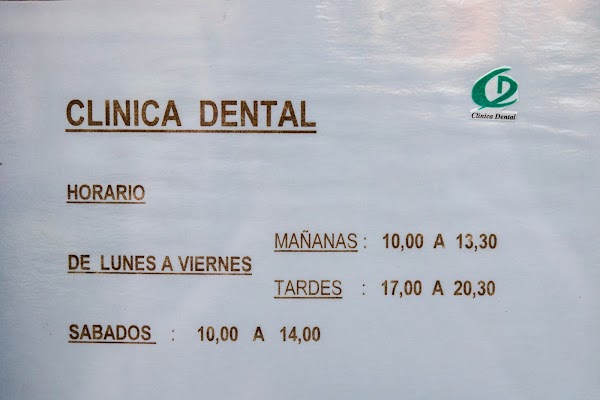 CLINICA DENTAL
CD
Clinica Dental
HORARIO
DE LUNES A VIERNES
MAÑANAS : 10,00 A 13,30
TARDES : 17,00 A 20,30
SABADOS : 10,00 A 14,00